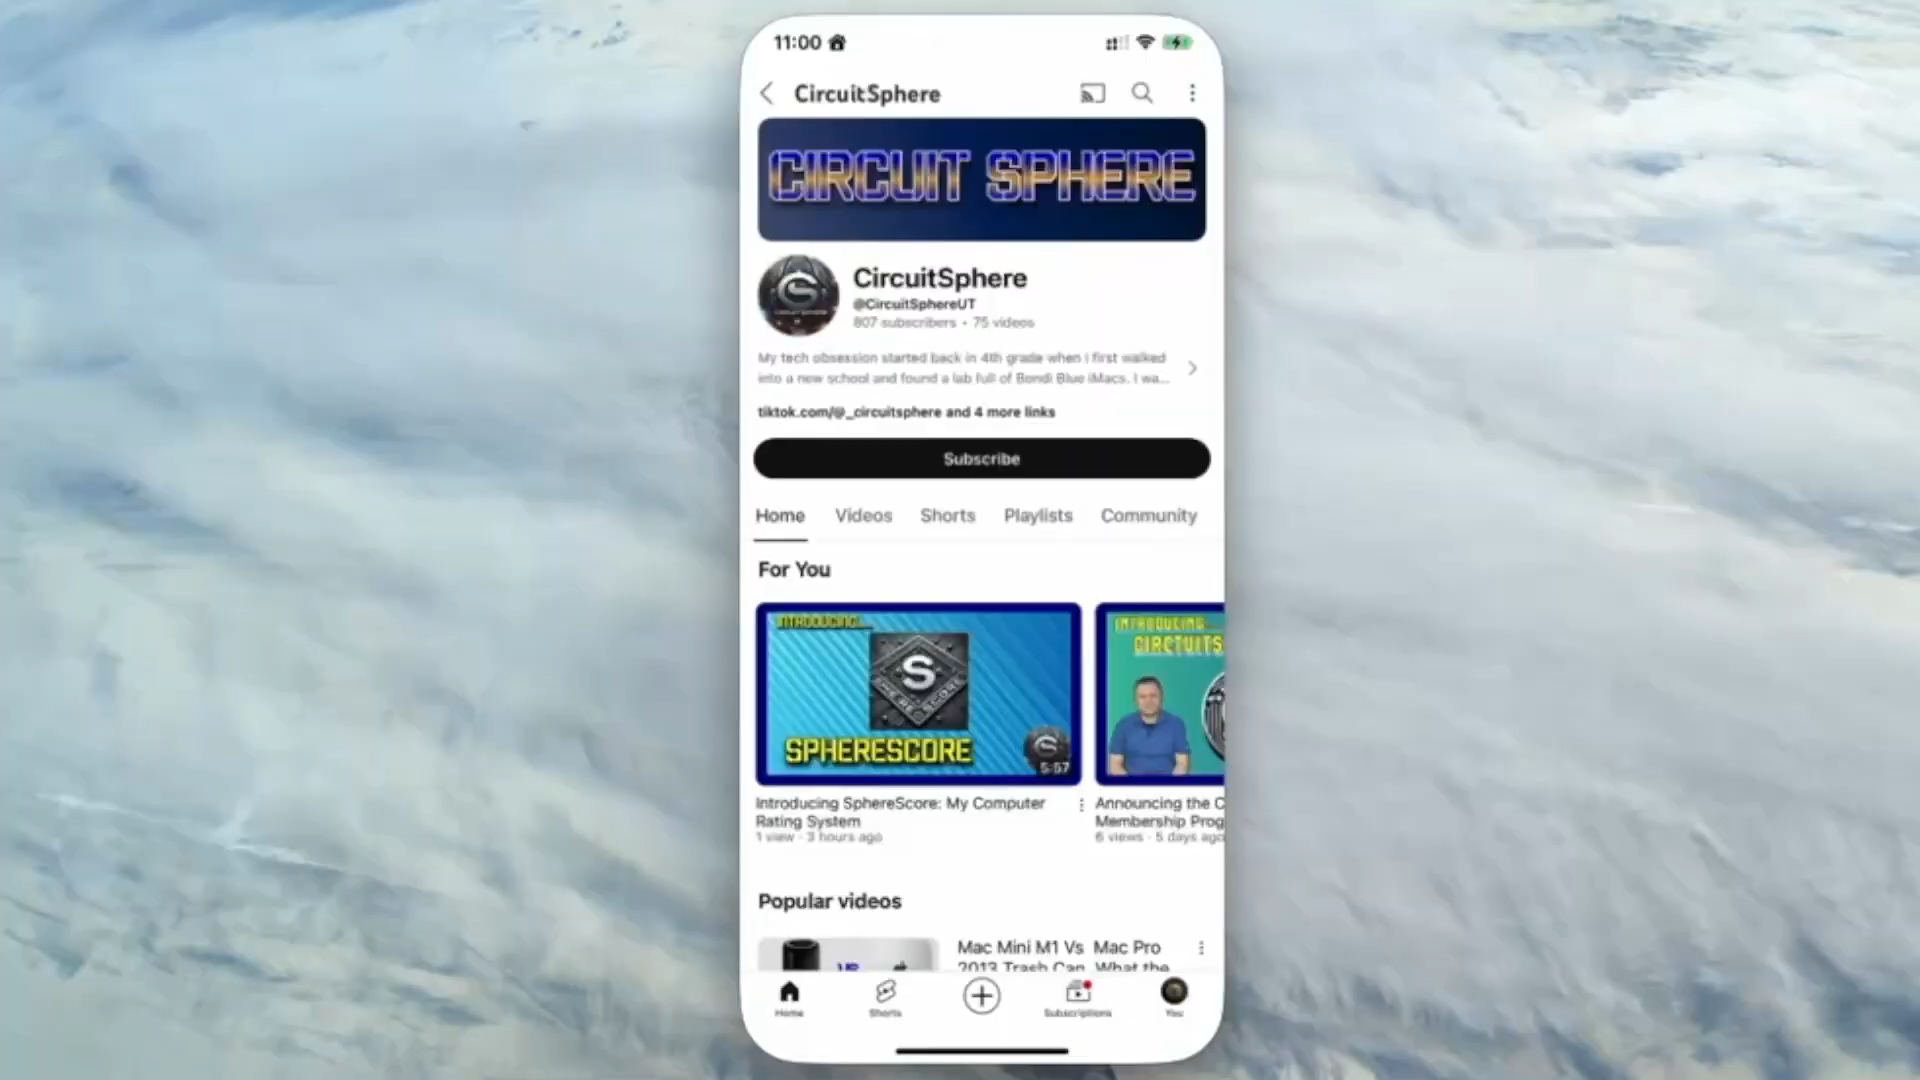 11:00
CircuitSphere
CIRCUIT SPHERE
CircuitSphere
@CircuitSphereUT
807 subscribers • 75 videos
My tech obsession started back in 4th grade when I first walked
into a new school and found a lab full of Bondi Blue iMacs. I wa...
tiktok.com/@_circuitsphere and 4 more links
Subscribe
Home Videos Shorts Playlists Community
For You
INTRODUCING...
S
SPHERE SCORE
SPHERESCORE
5:57
INTRODUCING...
CIRCTUITS
Introducing SphereScore: My Computer
Rating System
1 view · 3 hours ago
Announcing the C
Membership Prog
6 views · 5 days ago
Popular videos
Mac Mini M1 Vs Mac Pro
2013 Trash Can What the
Home Shorts Subscriptions You